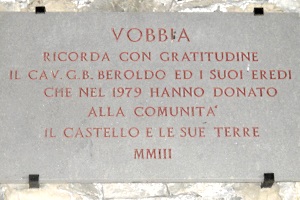 VOBBIA
RICORDA CON GRATITUDINE
IL CAV. G.B. BEROLDO ED I SUOI EREDI
CHE NEL 1979 HANNO DONATO
ALLA COMUNITA'
IL CASTELLO E LE SUE TERRE
MMIII